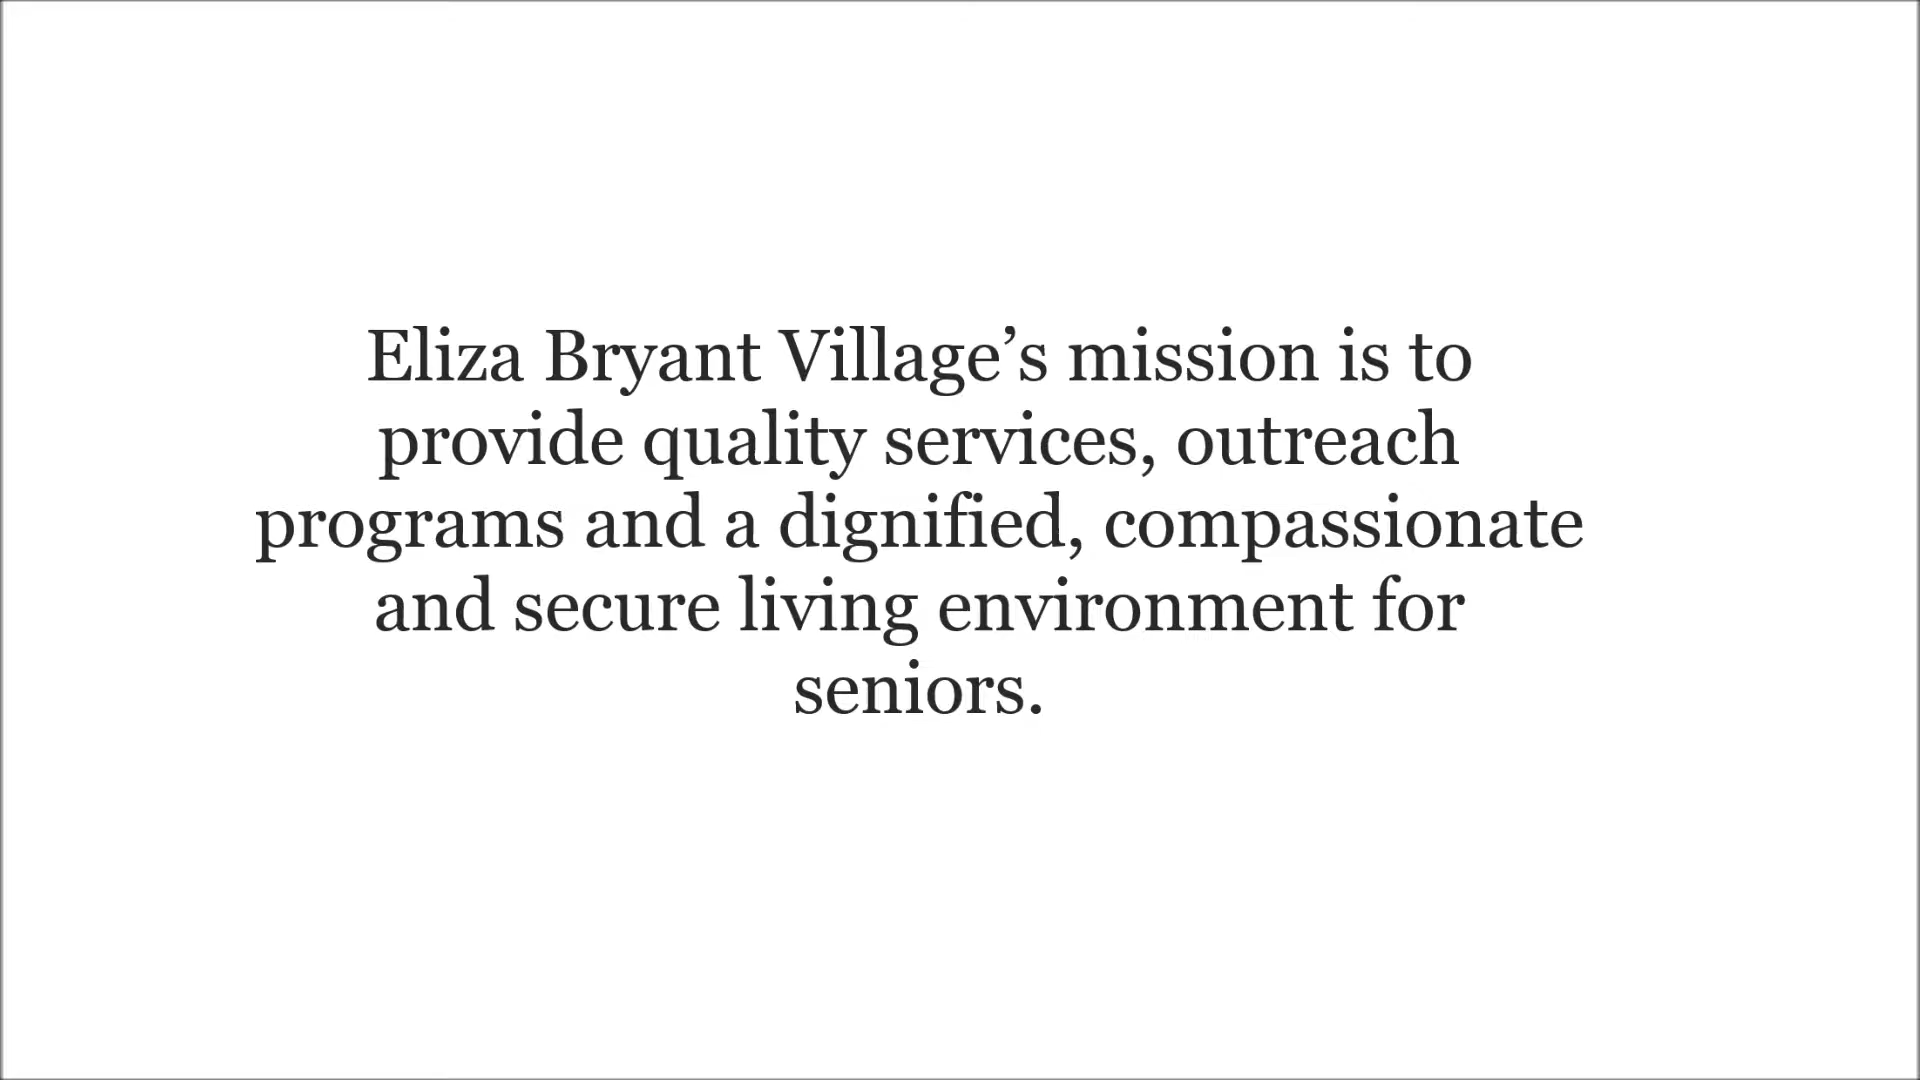 Eliza Bryant Village’s mission is to
provide quality services, outreach
programs and a dignified, compassionate
and secure living environment for
seniors.